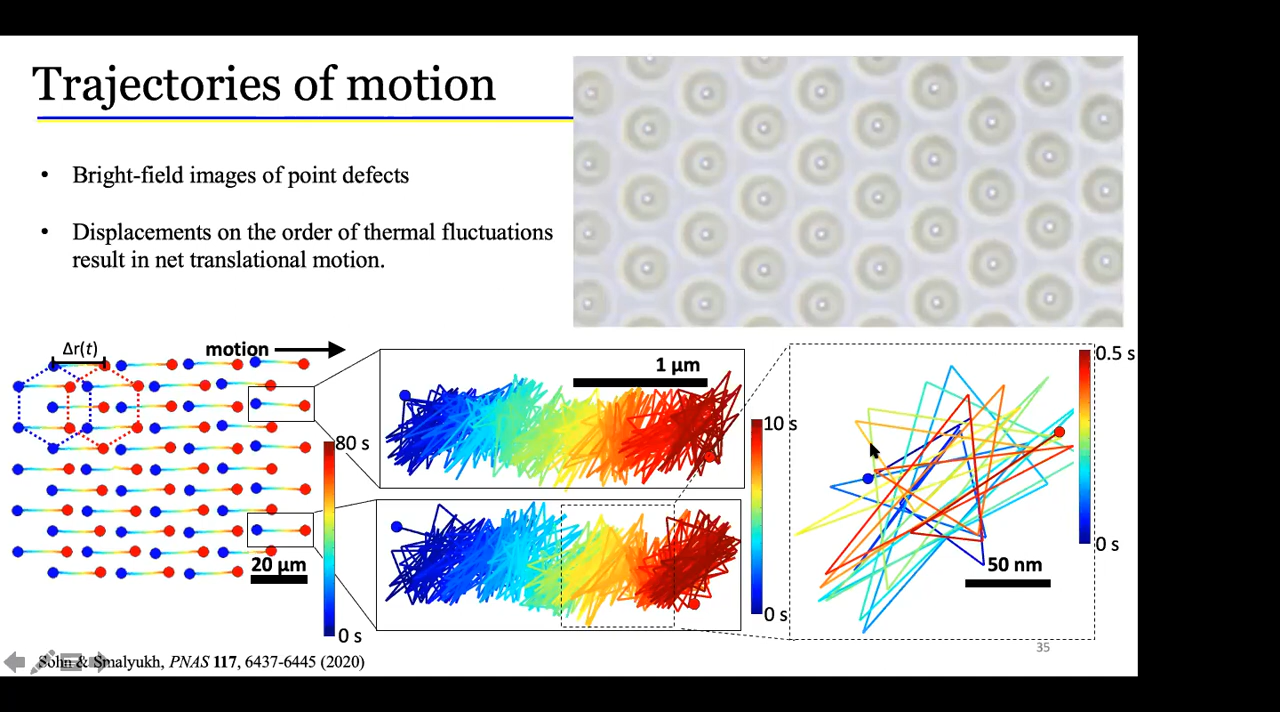 Trajectories of motion
• Bright-field images of point defects
• Displacements on the order of thermal fluctuations
result in net translational motion.
Δr(t)
motion
80 s
0 s
20 μm
1 μm
10 s
0 s
0.5 s
0 s
50 nm
35
Sohn & Smalyukh, PNAS 117, 6437-6445 (2020)